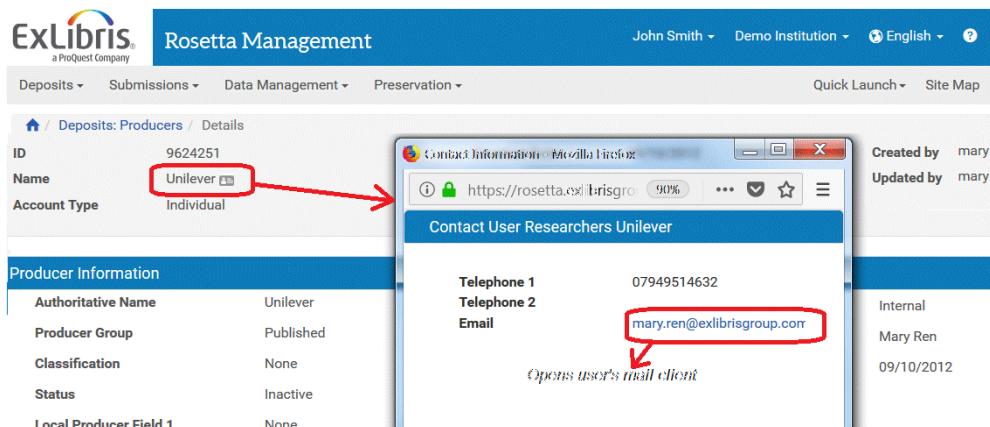 ExLibris®
a ProQuest Company
Rosetta Management
John Smith Demo Institution English ?
Deposits Submissions Data Management Preservation Quick Launch Site Map
/ Deposits: Producers / Details
ID 9624251
Name Unilever
Account Type Individual
Created by mary
Updated by mary
Contact Information - Mozilla Firefox
https://rosetta.exlibrisgro 90%
Contact User Researchers Unilever
Telephone 1 07949514632
Telephone 2
Email mary.ren@exlibrisgroup.com
Opens user's mail client
Producer Information
Authoritative Name Unilever Internal
Producer Group Published Mary Ren
Classification None 09/10/2012
Status Inactive
Local Producer Field 1 None